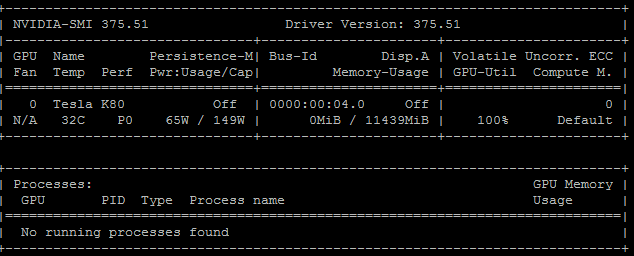 NVIDIA-SMI 375.51 Driver Version: 375.51
GPU Name Persistence-M| Bus-Id Disp.A | Volatile Uncorr. ECC
Fan Temp Perf Pwr:Usage/Cap| Memory-Usage | GPU-Util Compute M.
0 Tesla K80 Off | 0000:00:04.0 Off | 0
N/A 32C P0 65W / 149W | 0MiB / 11439MiB | 100% Default
Processes: GPU Memory
GPU PID Type Process name Usage
No running processes found